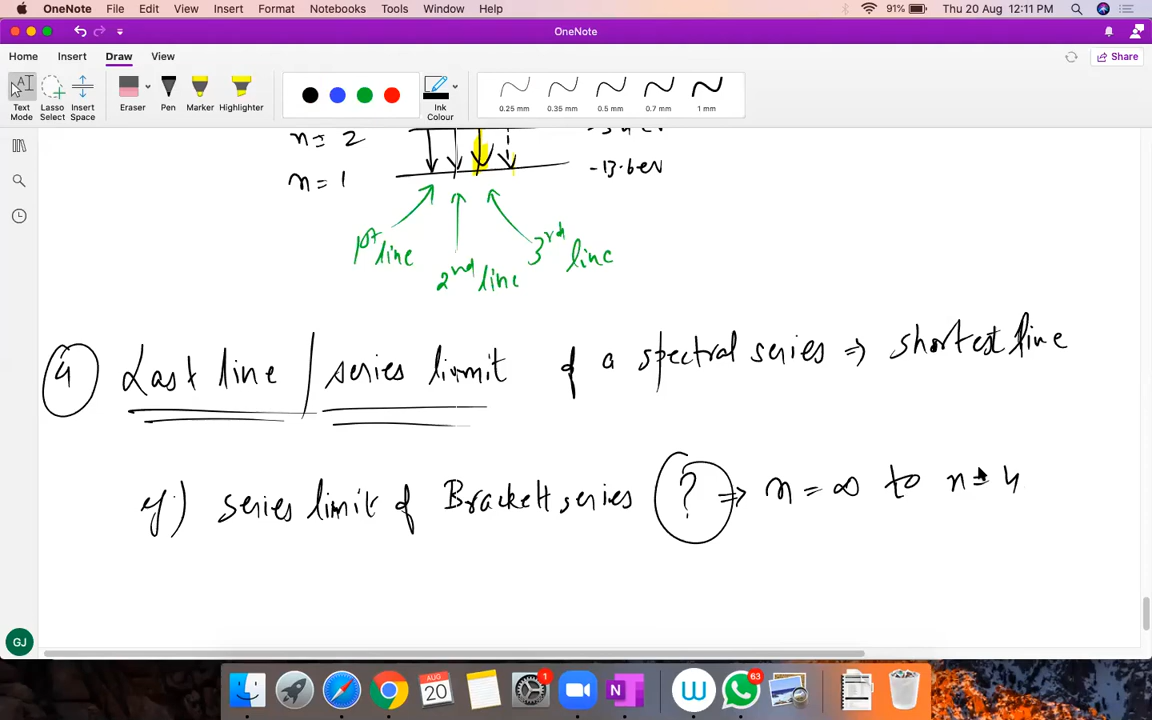 OneNote File Edit View Insert Format Notebooks Tools Window Help 91% Thu 20 Aug 12:11 PM
OneNote
Home Insert Draw View Share
Text Mode Lasso Select Insert Space Eraser Pen Marker Highlighter Ink Colour 0.25 mm 0.35 mm 0.5 mm 0.7 mm 1 mm
n = 2
n = 1 -13.6eV
1st line 2nd line 3rd line
4 Last line / series limit of a spectral series ⇒ shortest line
eg) series limit of Brackett series ? ⇒ n = ∞ to n = 4
GJ
AUG 20 1 63